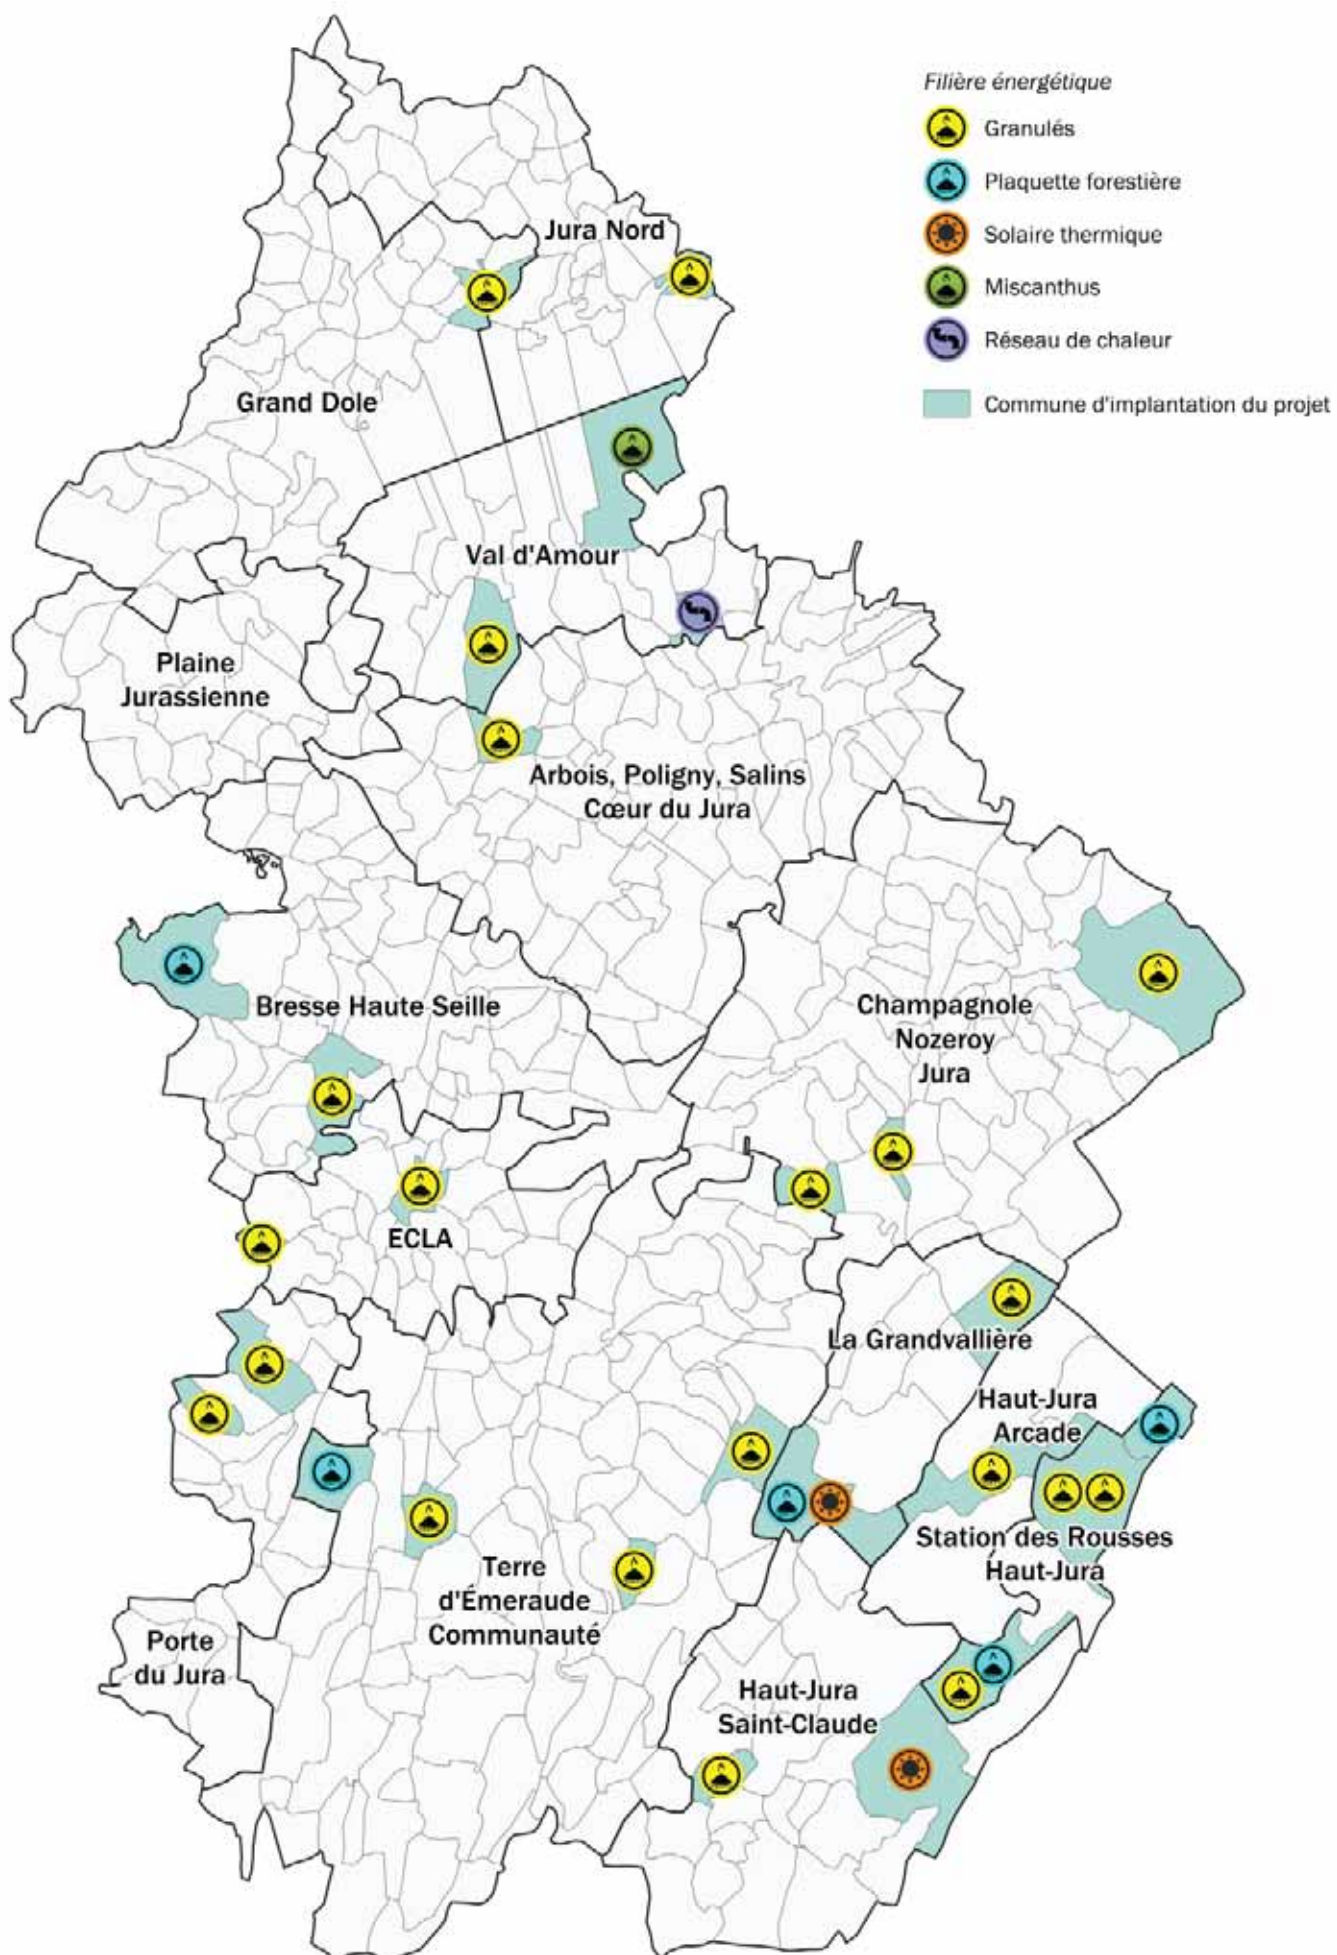 Filière énergétique
Granulés
Plaquette forestière
Solaire thermique
Miscanthus
Réseau de chaleur
Commune d'implantation du projet
Jura Nord
Grand Dole
Val d'Amour
Plaine
Jurassienne
Arbois, Poligny, Salins
Cœur du Jura
Bresse Haute Seille
Champagnole
Nozeroy
Jura
ECLA
La Grandvallière
Haut-Jura
Arcade
Station des Rousses
Haut-Jura
Terre
d'Émeraude
Communauté
Porte
du Jura
Haut-Jura
Saint-Claude